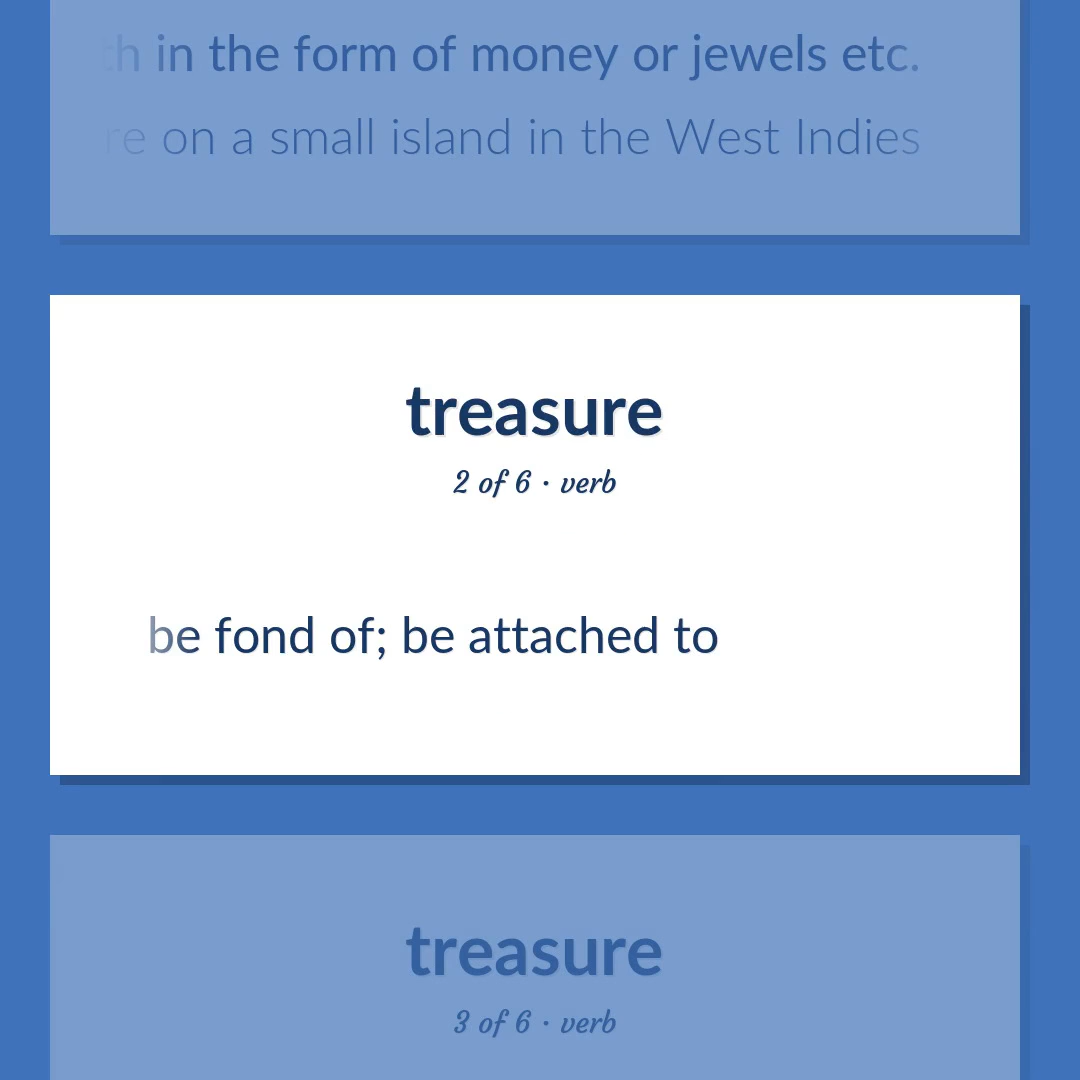 in the form of money or jewels etc.
on a small island in the West Indies
treasure
2 of 6 · verb
be fond of; be attached to
treasure
3 of 6 · verb